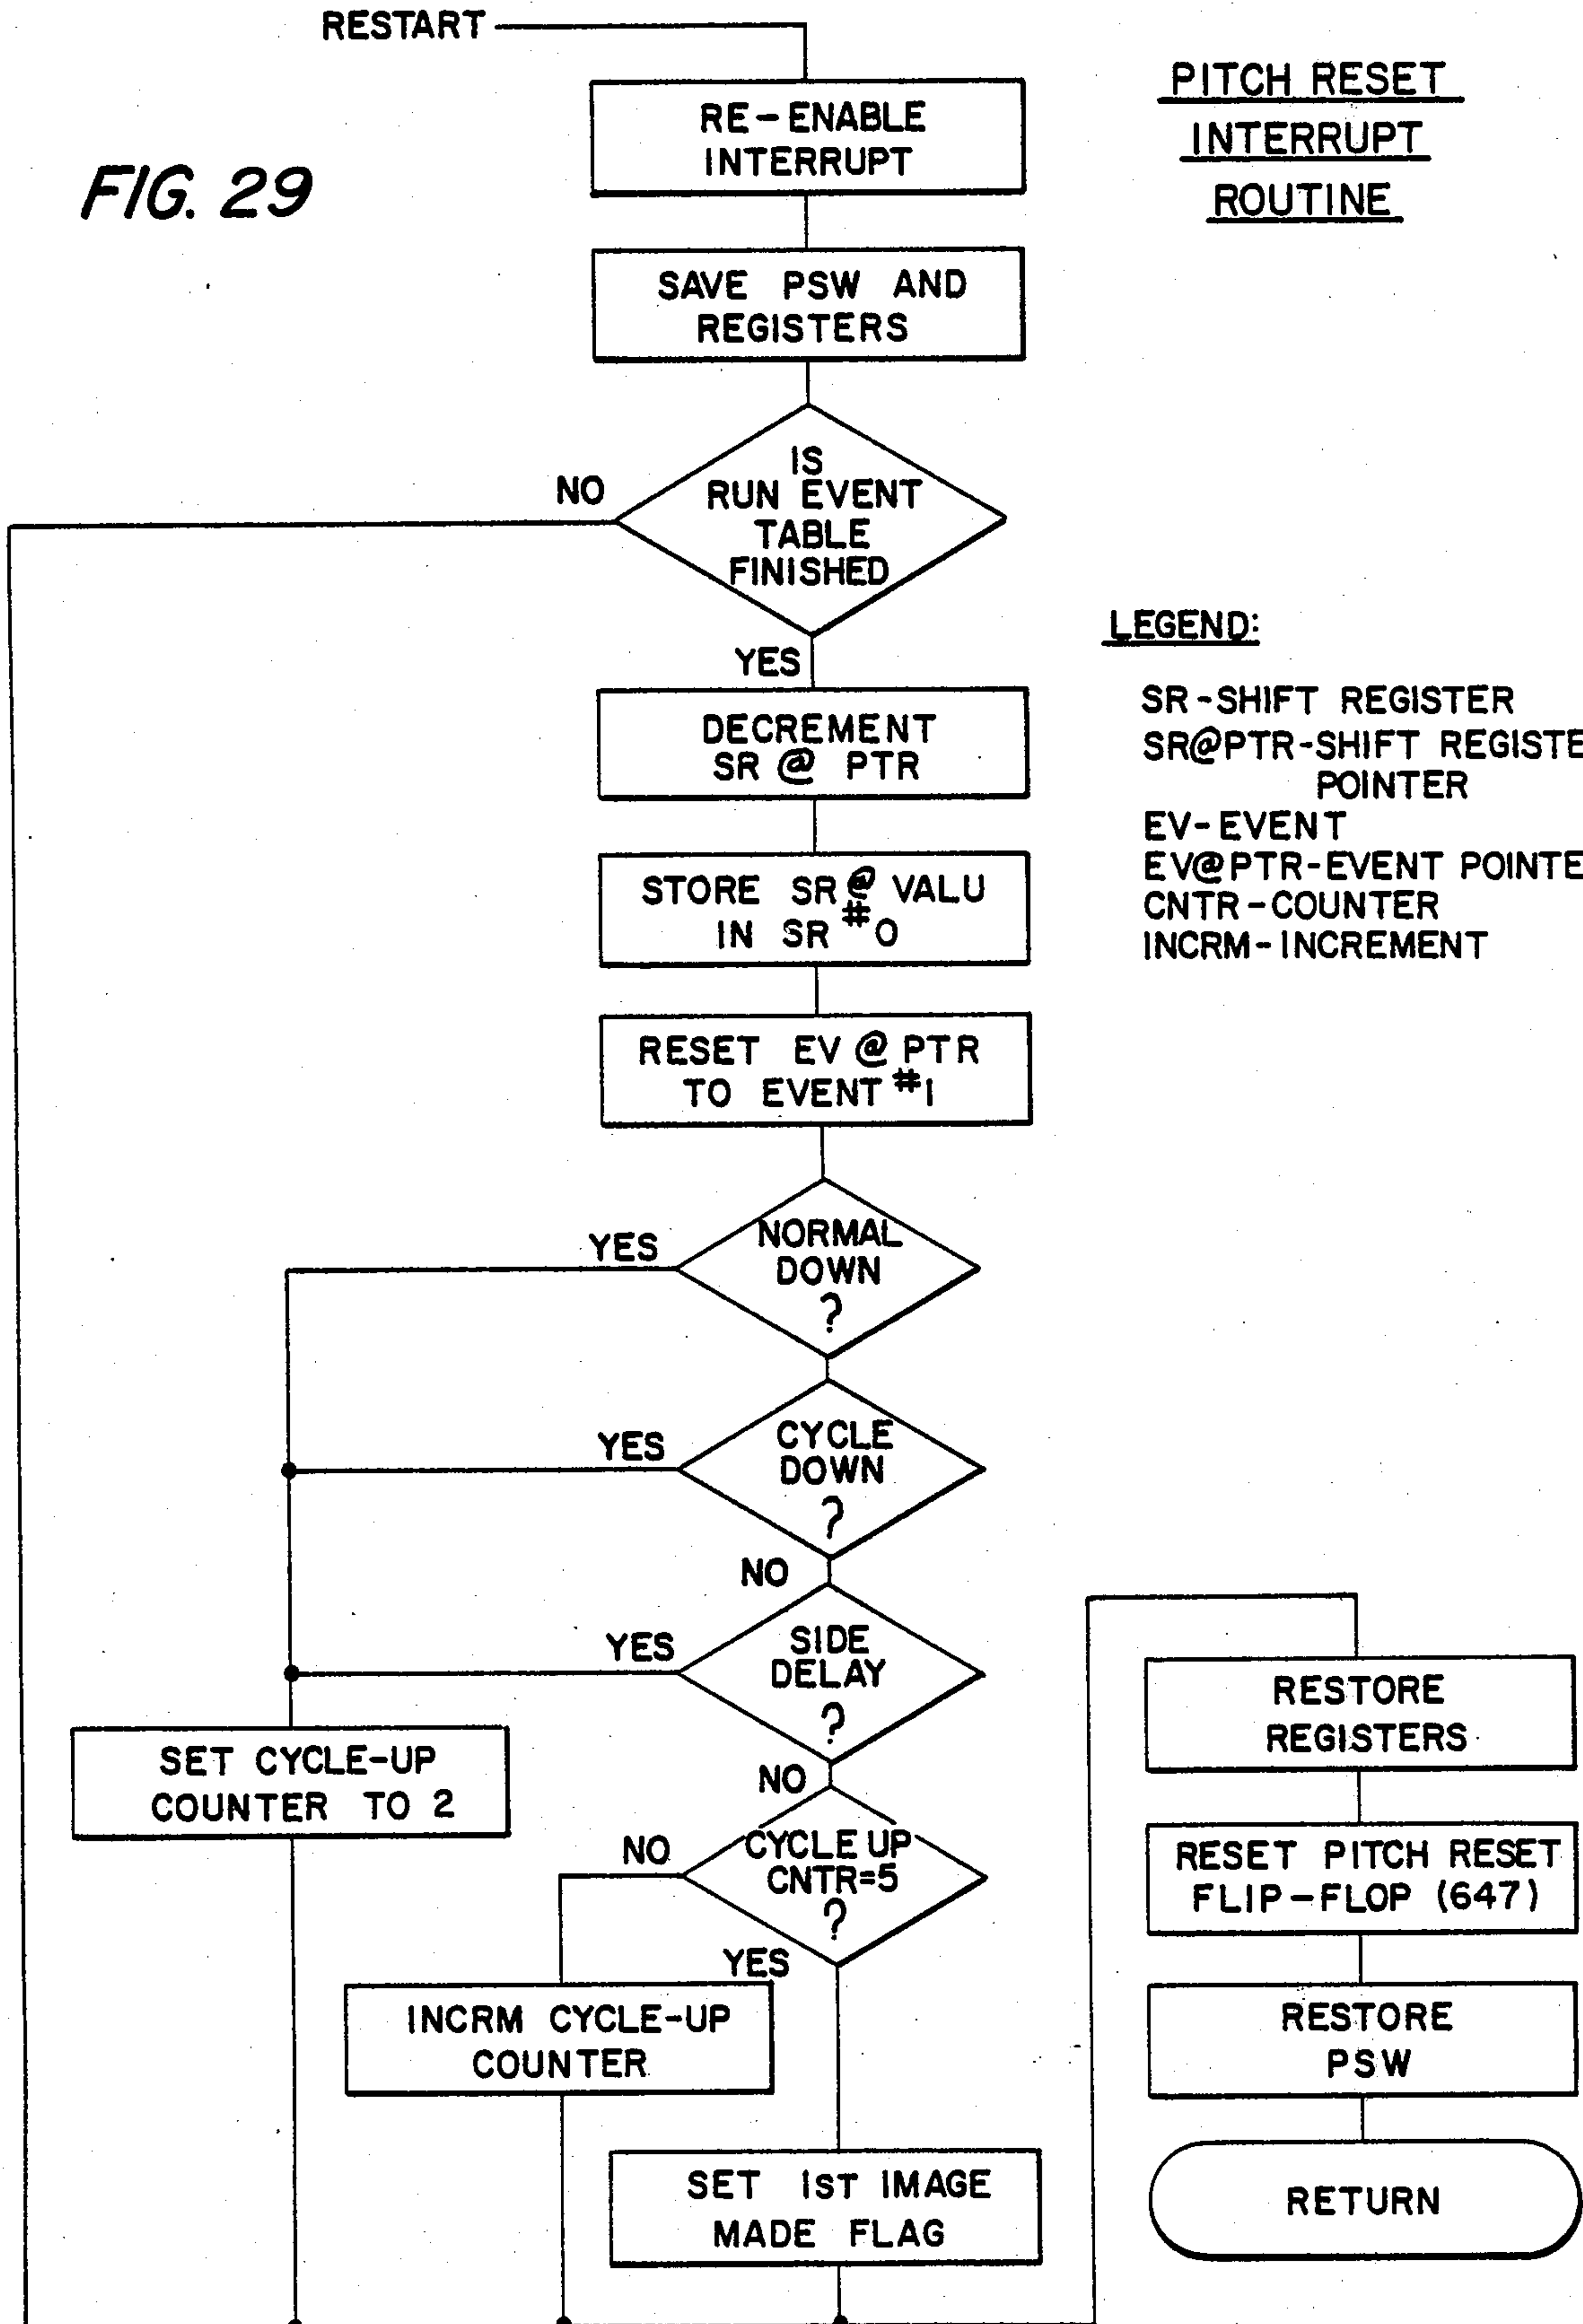 RESTART
PITCH RESET
INTERRUPT
ROUTINE
FIG. 29
RE-ENABLE
INTERRUPT
SAVE PSW AND
REGISTERS
IS
RUN EVENT
TABLE
FINISHED
NO
YES
LEGEND:
SR-SHIFT REGISTER
SR@PTR-SHIFT REGISTE
POINTER
EV-EVENT
EV@PTR-EVENT POINTE
CNTR-COUNTER
INCRM-INCREMENT
DECREMENT
SR @ PTR
STORE SR @ VALU
IN SR #0
RESET EV @ PTR
TO EVENT #1
NORMAL
DOWN
?
YES
CYCLE
DOWN
?
YES
NO
SIDE
DELAY
?
YES
NO
SET CYCLE-UP
COUNTER TO 2
CYCLE UP
CNTR=5
?
NO
YES
INCRM CYCLE-UP
COUNTER
SET 1ST IMAGE
MADE FLAG
RESTORE
REGISTERS
RESET PITCH RESET
FLIP-FLOP (647)
RESTORE
PSW
RETURN